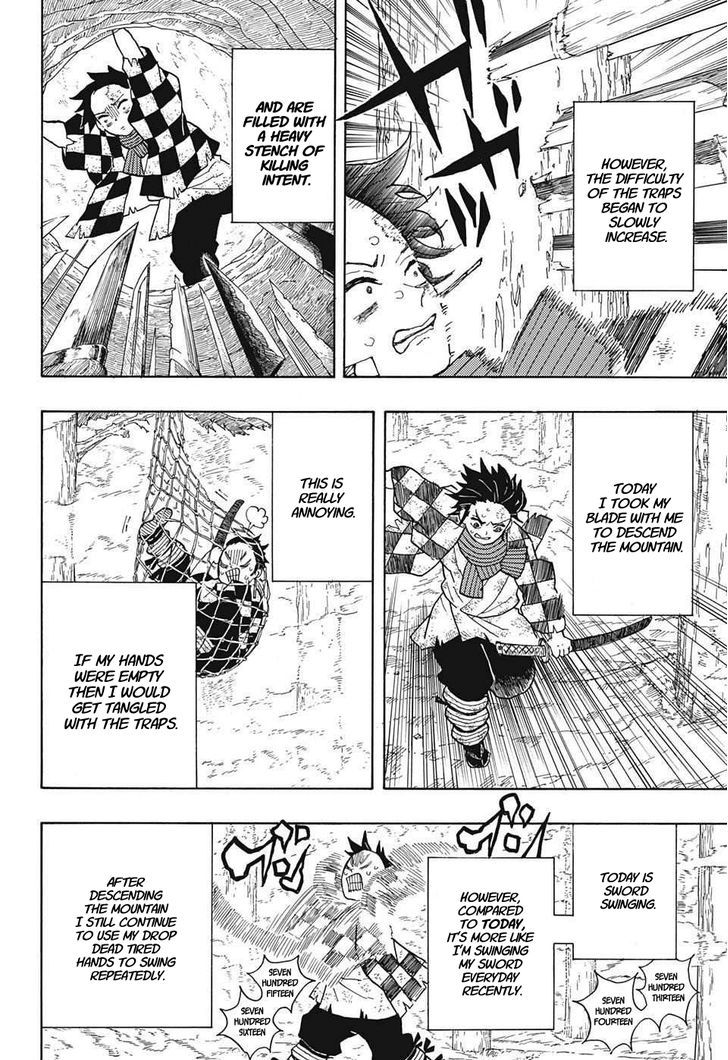 HOWEVER,
THE DIFFICULTY
OF THE TRAPS
BEGAN TO
SLOWLY
INCREASE.
AND ARE
FILLED WITH
A HEAVY
STENCH OF
KILLING
INTENT.
TODAY
I TOOK MY
BLADE WITH ME
TO DESCEND
THE MOUNTAIN.
THIS IS
REALLY
ANNOYING.
IF MY HANDS
WERE EMPTY
THEN I WOULD
GET TANGLED
WITH THE TRAPS.
TODAY IS
SWORD
SWINGING.
SEVEN
HUNDRED
THIRTEEN
SEVEN
HUNDRED
FOURTEEN
HOWEVER,
COMPARED
TO TODAY,
IT'S MORE LIKE
I'M SWINGING
MY SWORD
EVERYDAY
RECENTLY.
SEVEN
HUNDRED
FIFTEEN
SEVEN
HUNDRED
SIXTEEN
AFTER
DESCENDING
THE MOUNTAIN
I STILL CONTINUE
TO USE MY DROP
DEAD TIRED
HANDS TO SWING
REPEATEDLY.